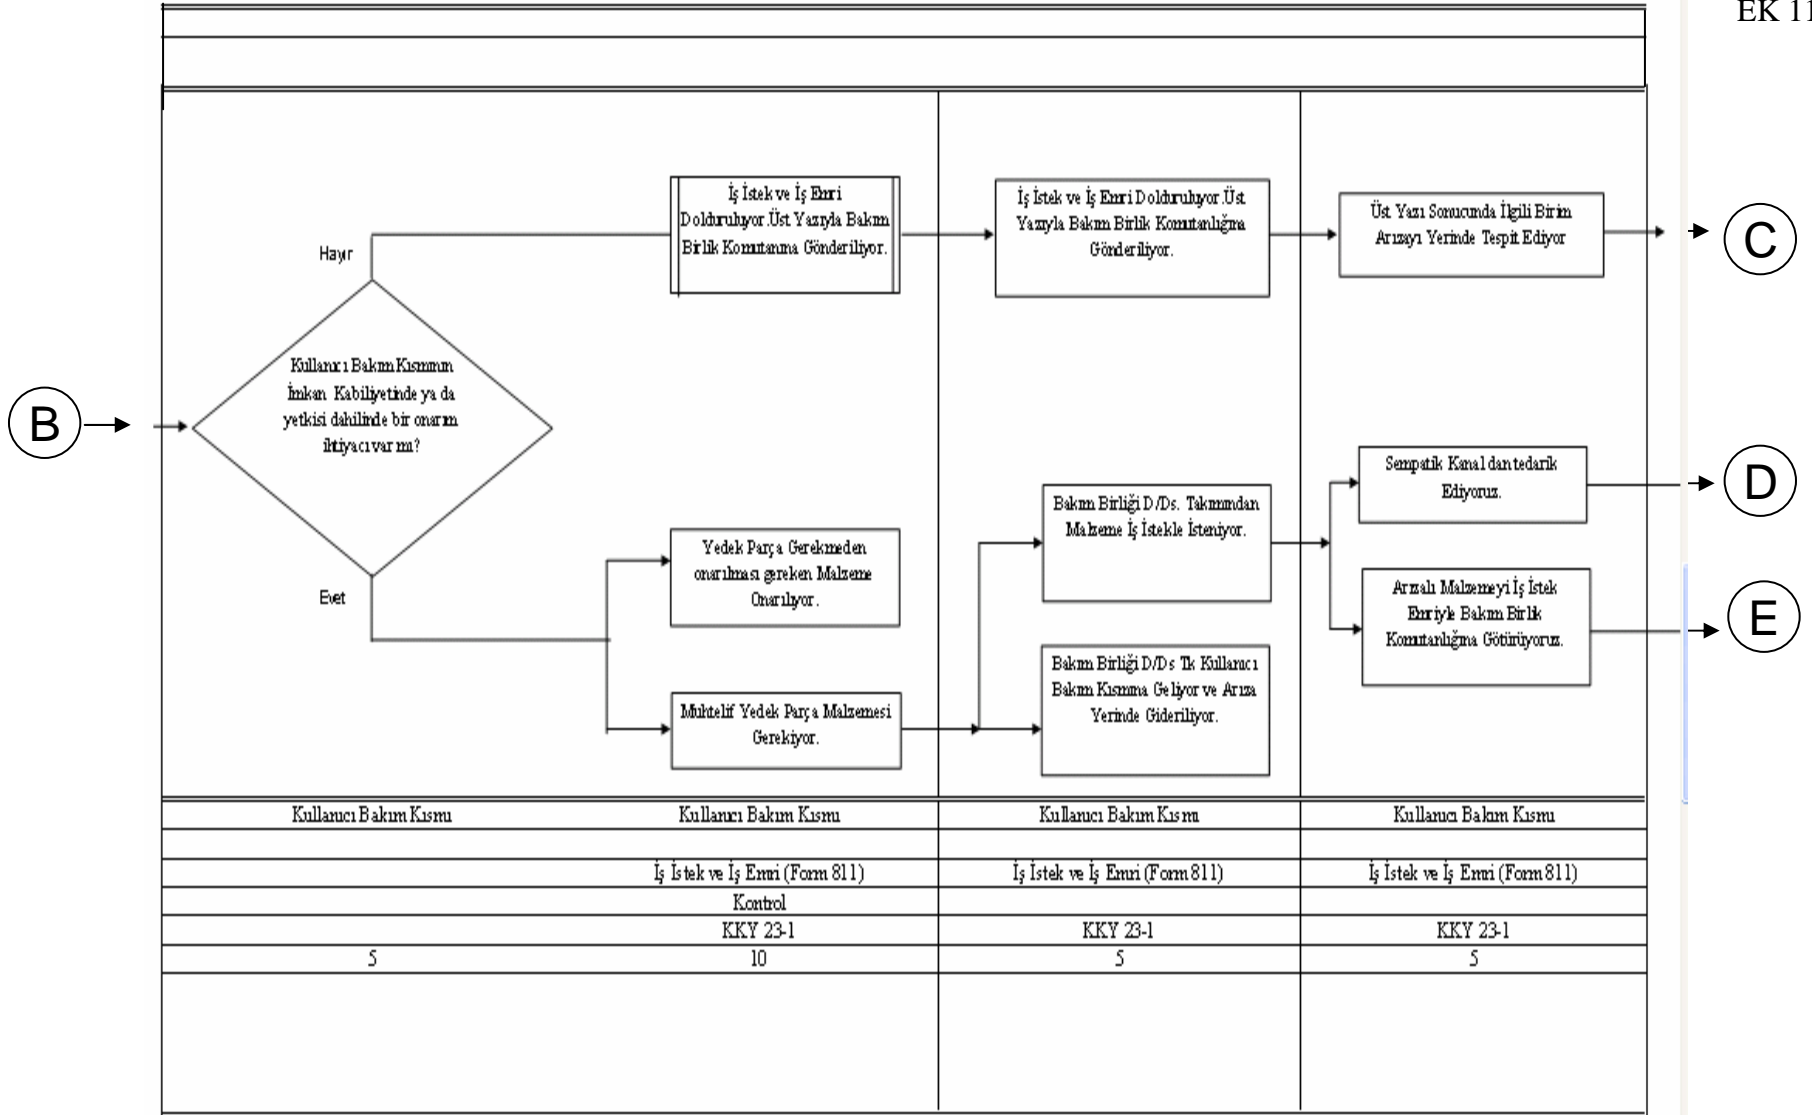 EK 11
İş İstek ve İş Emri
Dolduruluyor.Üst Yazıyla Bakım
Birlik Komutanına Gönderiliyor.
İş İstek ve İş Emri Dolduruluyor.Üst
Yazıyla Bakım Birlik Komutanlığına
Gönderiliyor.
Üst Yazı Sonucunda İlgili Birim
Arızayı Yerinde Tespit Ediyor
C
Hayır
Kullanıcı Bakım Kısmının
İmkan Kabiliyetinde ya da
yetkisi dahilinde bir onarım
ihtiyacı var mı?
B
Evet
Yedek Parça Gerekmeden
onarılması gereken Malzeme
Onarılıyor.
Muhtelif Yedek Parça Malzemesi
Gerekiyor.
Bakım Birliği D/Ds. Takımından
Malzeme İş İstekle İsteniyor.
Bakım Birliği D/Ds Tk Kullanıcı
Bakım Kısmına Geliyor ve Arıza
Yerinde Gideriliyor.
Sempatik Kanaldan tedarik
Ediyoruz.
D
Arızalı Malzemeyi İş İstek
Emriyle Bakım Birlik
Komutanlığına Götürüyoruz.
E
Kullanıcı Bakım Kısmı Kullanıcı Bakım Kısmı Kullanıcı Bakım Kısmı Kullanıcı Bakım Kısmı
İş İstek ve İş Emri (Form 811) İş İstek ve İş Emri (Form 811) İş İstek ve İş Emri (Form 811)
Kontrol
KKY 23-1 KKY 23-1 KKY 23-1
5 10 5 5